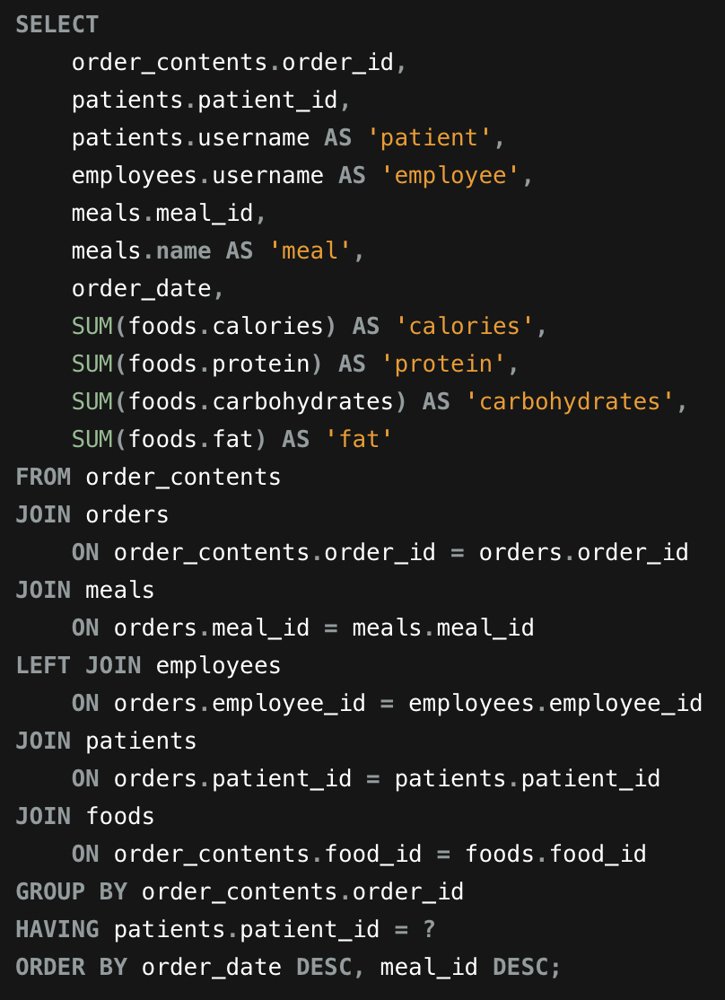 SELECT
    order_contents.order_id,
    patients.patient_id,
    patients.username AS 'patient',
    employees.username AS 'employee',
    meals.meal_id,
    meals.name AS 'meal',
    order_date,
    SUM(foods.calories) AS 'calories',
    SUM(foods.protein) AS 'protein',
    SUM(foods.carbohydrates) AS 'carbohydrates',
    SUM(foods.fat) AS 'fat'
FROM order_contents
JOIN orders
    ON order_contents.order_id = orders.order_id
JOIN meals
    ON orders.meal_id = meals.meal_id
LEFT JOIN employees
    ON orders.employee_id = employees.employee_id
JOIN patients
    ON orders.patient_id = patients.patient_id
JOIN foods
    ON order_contents.food_id = foods.food_id
GROUP BY order_contents.order_id
HAVING patients.patient_id = ?
ORDER BY order_date DESC, meal_id DESC;